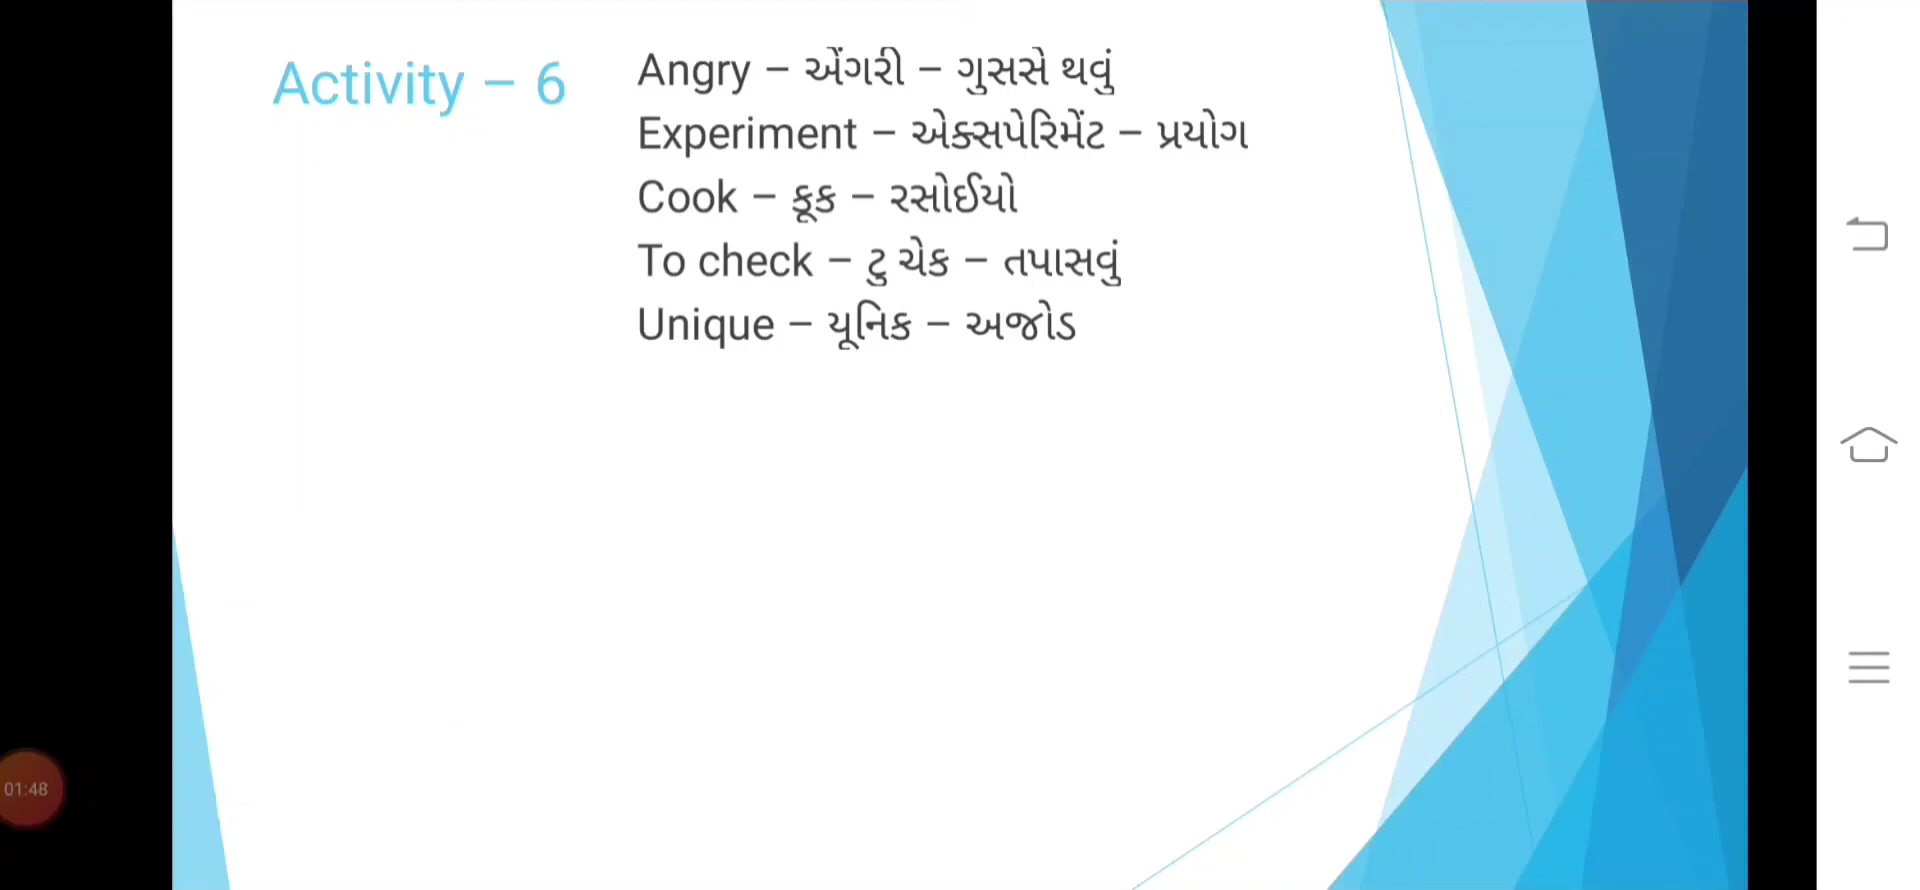 Activity – 6
Angry – એંગરી – ગુસસે થવું
Experiment – એક્સપેરિમેંટ – પ્રયોગ
Cook – કૂક – રસોઈયો
To check – ટુ ચેક – તપાસવું
Unique – યૂનિક – અજોડ
01:48